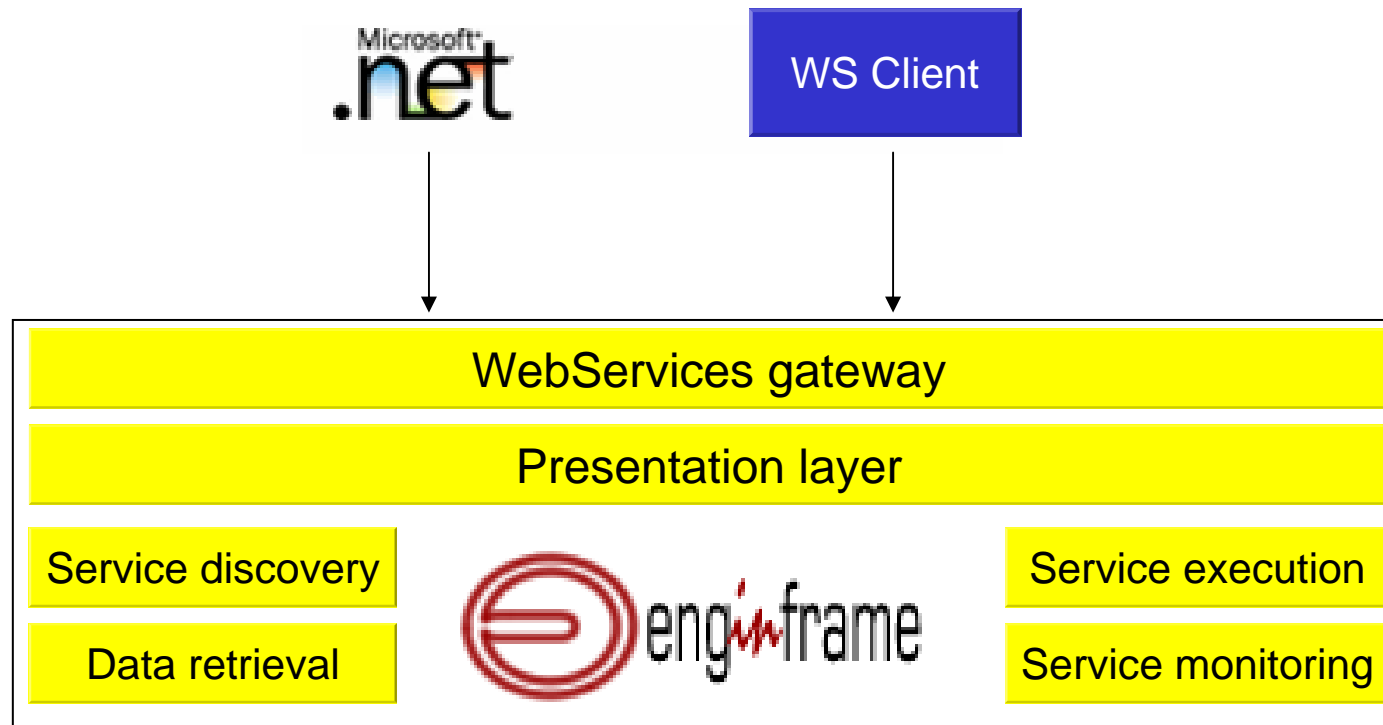 Microsoft
.net
WS Client
WebServices gateway
Presentation layer
Service discovery
Data retrieval
enginframe
Service execution
Service monitoring